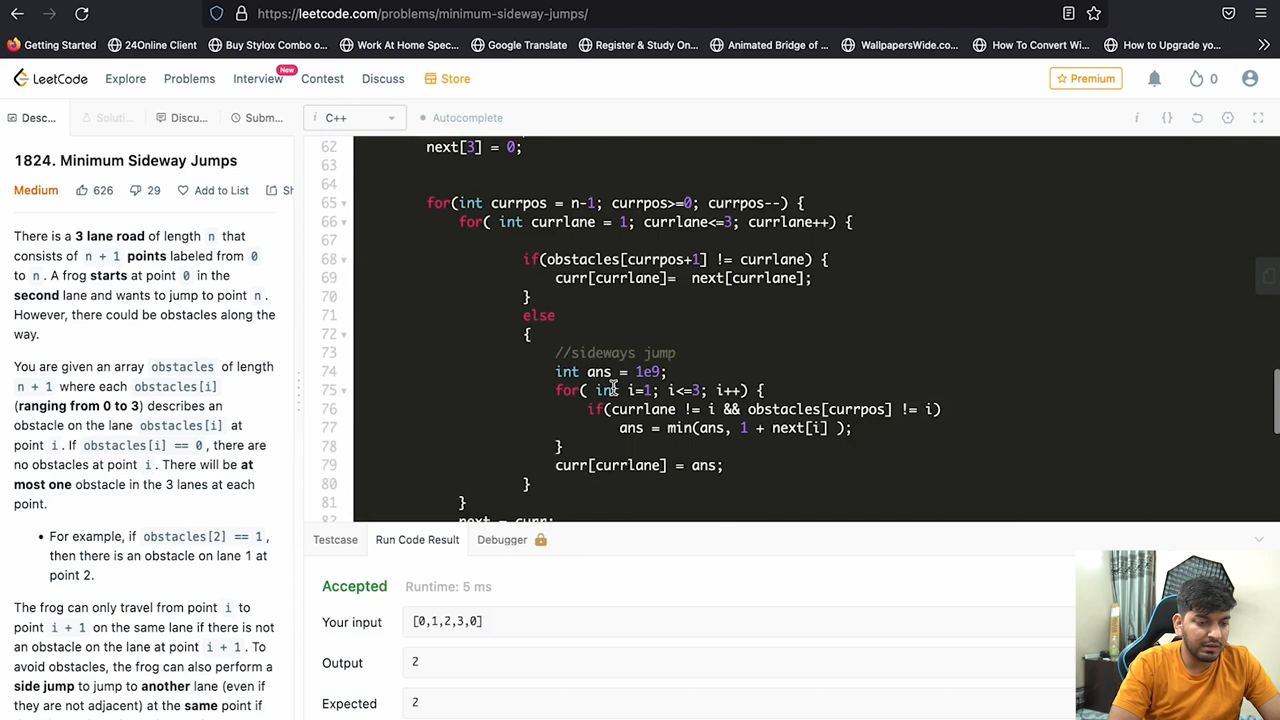 https://leetcode.com/problems/minimum-sideway-jumps/
Getting Started
24Online Client
Buy Stylox Combo o...
Work At Home Spec...
Google Translate
Register & Study On...
Animated Bridge of ...
WallpapersWide.co...
How To Convert Wi...
How to Upgrade yo...
LeetCode
Explore
Problems
Interview
New
Contest
Discuss
Store
Premium
0
Desc...
Soluti...
Discu...
Subm...
i C++
Autocomplete
1824. Minimum Sideway Jumps
Medium 626 29 Add to List Sh
There is a 3 lane road of length n that
consists of n + 1 points labeled from 0
to n. A frog starts at point 0 in the
second lane and wants to jump to point n.
However, there could be obstacles along the
way.
You are given an array obstacles of length
n + 1 where each obstacles[i]
(ranging from 0 to 3) describes an
obstacle on the lane obstacles[i] at
point i. If obstacles[i] == 0, there are
no obstacles at point i. There will be at
most one obstacle in the 3 lanes at each
point.
• For example, if obstacles[2] == 1,
then there is an obstacle on lane 1 at
point 2.
The frog can only travel from point i to
point i + 1 on the same lane if there is not
an obstacle on the lane at point i + 1. To
avoid obstacles, the frog can also perform a
side jump to jump to another lane (even if
they are not adjacent) at the same point if
62 next[3] = 0;
63
64
65 for(int currpos = n-1; currpos>=0; currpos--) {
66 for( int currlane = 1; currlane<=3; currlane++) {
67
68 if(obstacles[currpos+1] != currlane) {
69 curr[currlane]=  next[currlane];
70 }
71 else
72 {
73 //sideways jump
74 int ans = 1e9;
75 for( int i=1; i<=3; i++) {
76 if(currlane != i && obstacles[currpos] != i)
77 ans = min(ans, 1 + next[i] );
78 }
79 curr[currlane] = ans;
80 }
81 }
82 next = curr;
Testcase
Run Code Result
Debugger
Accepted Runtime: 5 ms
Your input [0,1,2,3,0]
Output 2
Expected 2